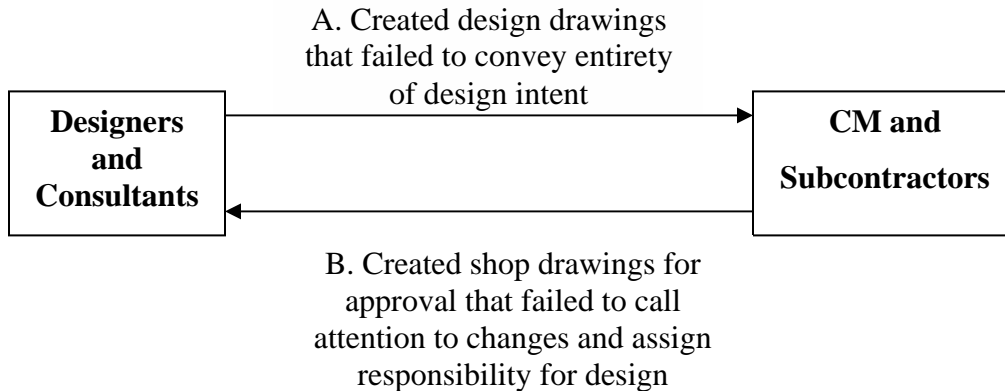 A. Created design drawings
that failed to convey entirety
of design intent
Designers
and
Consultants
CM and
Subcontractors
B. Created shop drawings for
approval that failed to call
attention to changes and assign
responsibility for design